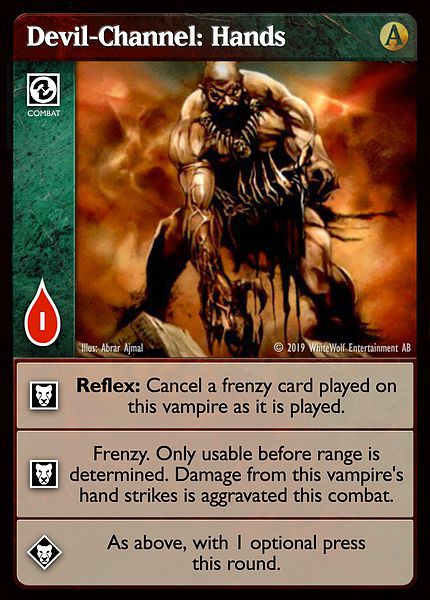 Devil-Channel: Hands
A
COMBAT
1
Illus: Abrar Ajmal
© 2019 WhiteWolf Entertainment AB
Reflex: Cancel a frenzy card played on
this vampire as it is played.
Frenzy. Only usable before range is
determined. Damage from this vampire's
hand strikes is aggravated this combat.
As above, with 1 optional press
this round.